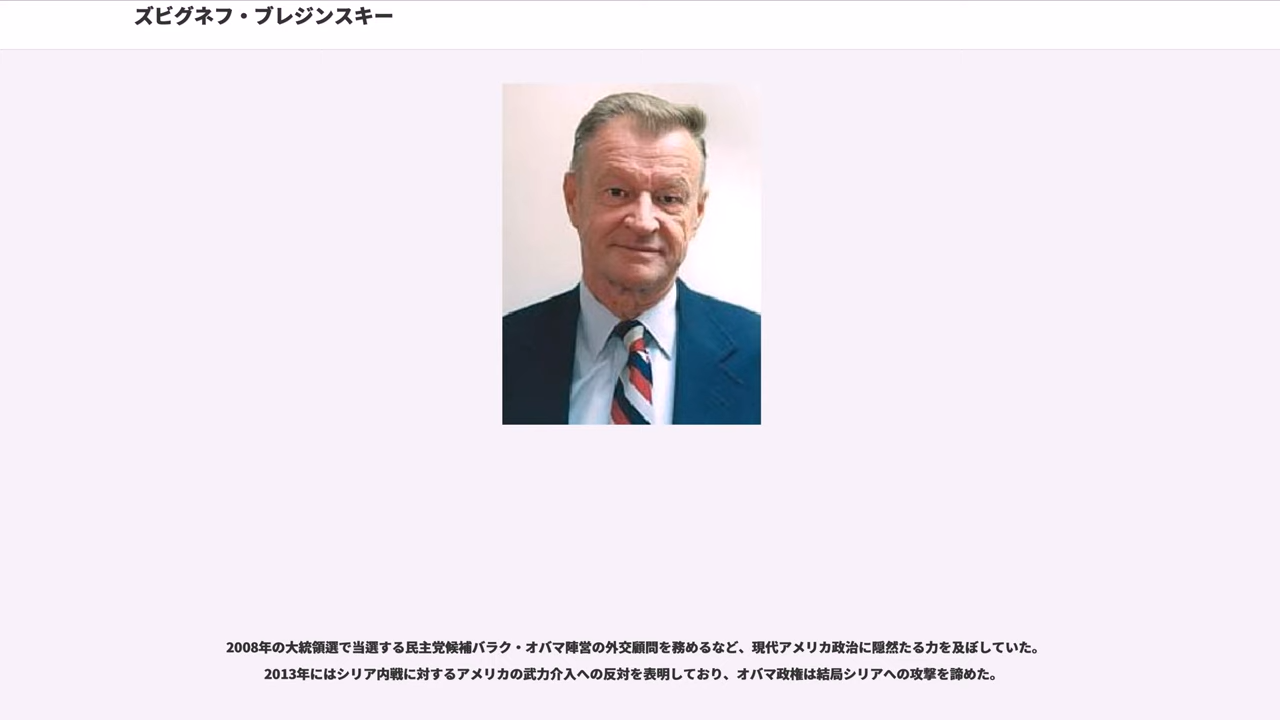 ズビグネフ・ブレジンスキー
2008年の大統領選で当選する民主党候補バラク・オバマ陣営の外交顧問を務めるなど、現代アメリカ政治に隠然たる力を及ぼしていた。
2013年にはシリア内戦に対するアメリカの武力介入への反対を表明しており、オバマ政権は結局シリアへの攻撃を諦めた。